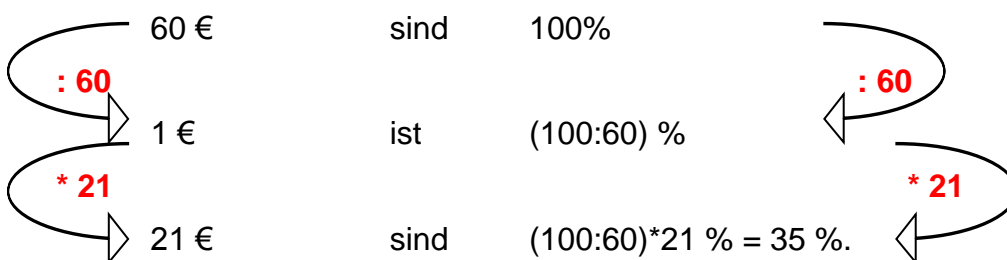 60 € sind 100%
: 60 : 60
1 € ist (100:60) %
* 21 * 21
21 € sind (100:60)*21 % = 35 %.